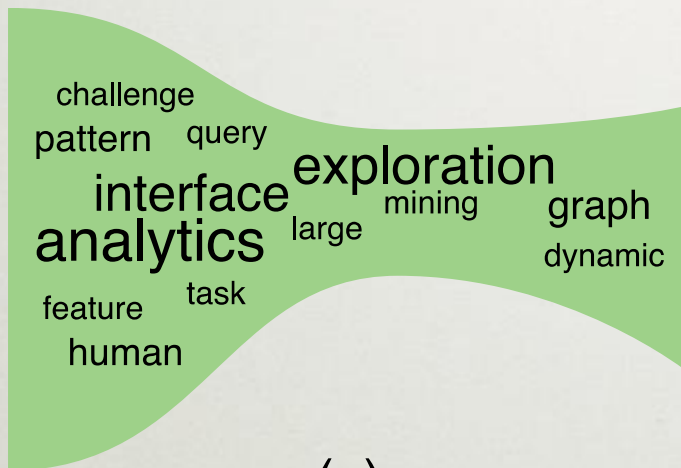 challenge
pattern query
exploration
interface mining graph
analytics large dynamic
feature task
human